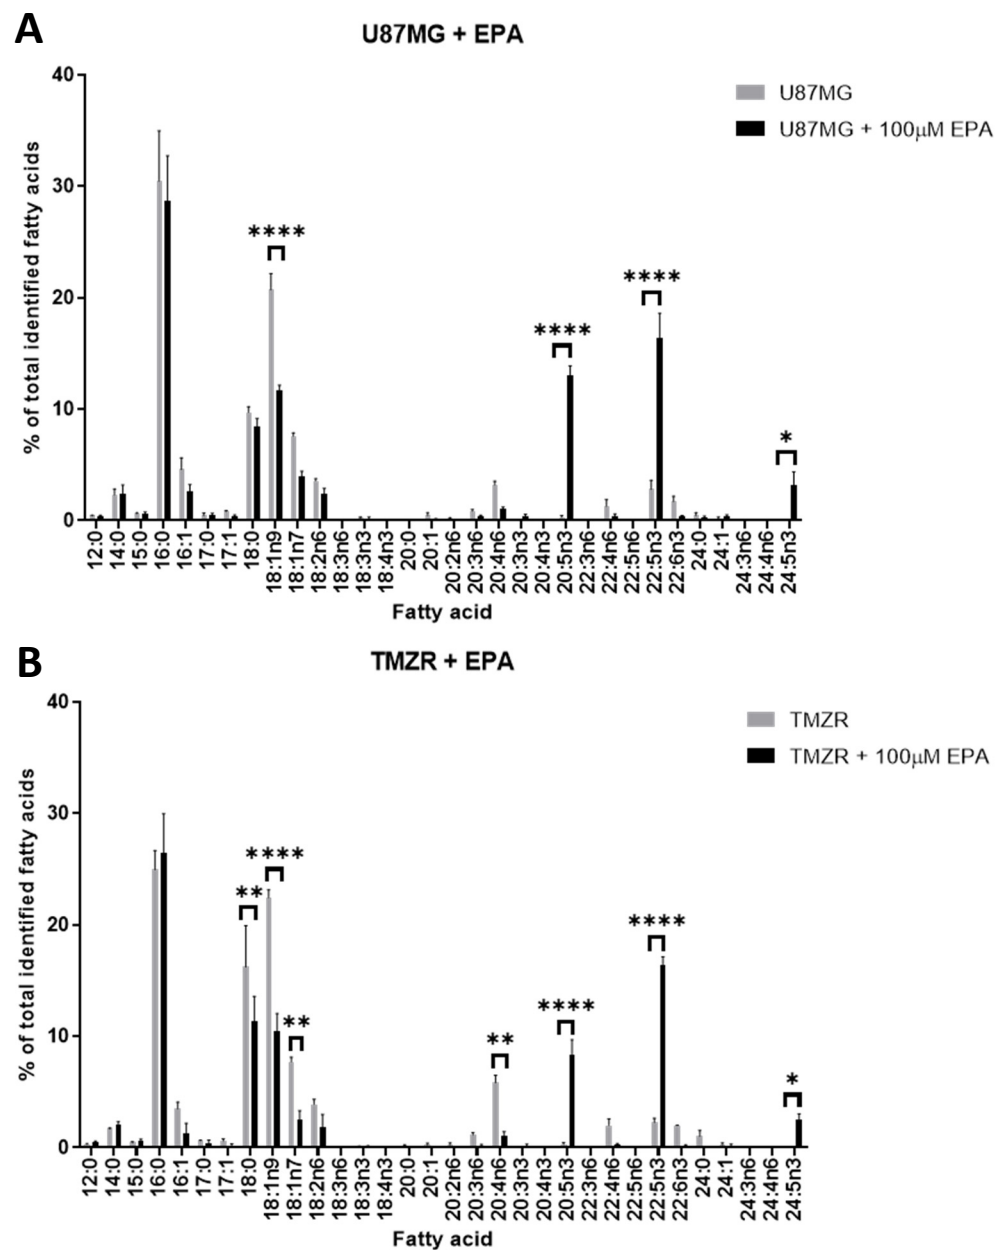 A
U87MG + EPA
% of total identified fatty acids
40
30
20
10
0
U87MG
U87MG + 100μM EPA
****
****
****
*
12:0
14:0
15:0
16:0
16:1
17:0
17:1
18:0
18:1n9
18:1n7
18:2n6
18:3n6
18:3n3
18:4n3
20:0
20:1
20:2n6
20:3n6
20:4n6
20:3n3
20:4n3
20:5n3
22:3n6
22:4n6
22:5n6
22:5n3
22:6n3
24:0
24:1
24:3n6
24:4n6
24:5n3
Fatty acid
B
TMZR + EPA
% of total identified fatty acids
40
30
20
10
0
TMZR
TMZR + 100μM EPA
**
****
**
**
****
****
*
12:0
14:0
15:0
16:0
16:1
17:0
17:1
18:0
18:1n9
18:1n7
18:2n6
18:3n6
18:3n3
18:4n3
20:0
20:1
20:2n6
20:3n6
20:4n6
20:3n3
20:4n3
20:5n3
22:3n6
22:4n6
22:5n6
22:5n3
22:6n3
24:0
24:1
24:3n6
24:4n6
24:5n3
Fatty acid